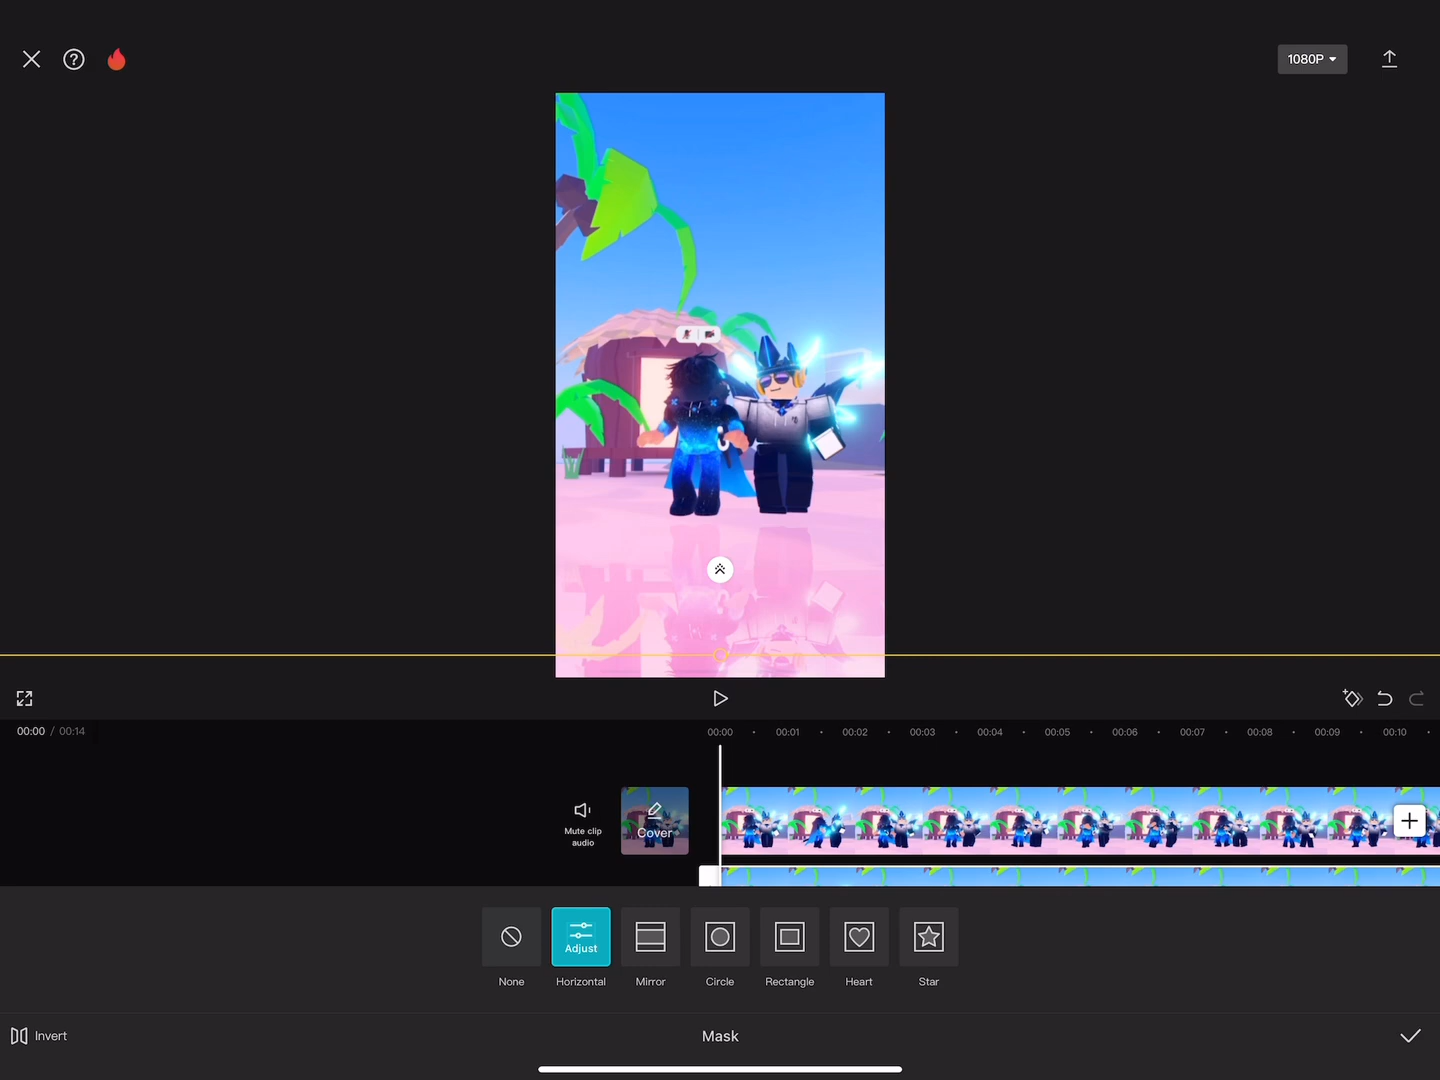 1080P
00:00 / 00:14
00:00
00:01
00:02
00:03
00:04
00:05
00:06
00:07
00:08
00:09
00:10
Mute clip
audio
Cover
Adjust
None
Horizontal
Mirror
Circle
Rectangle
Heart
Star
Invert
Mask